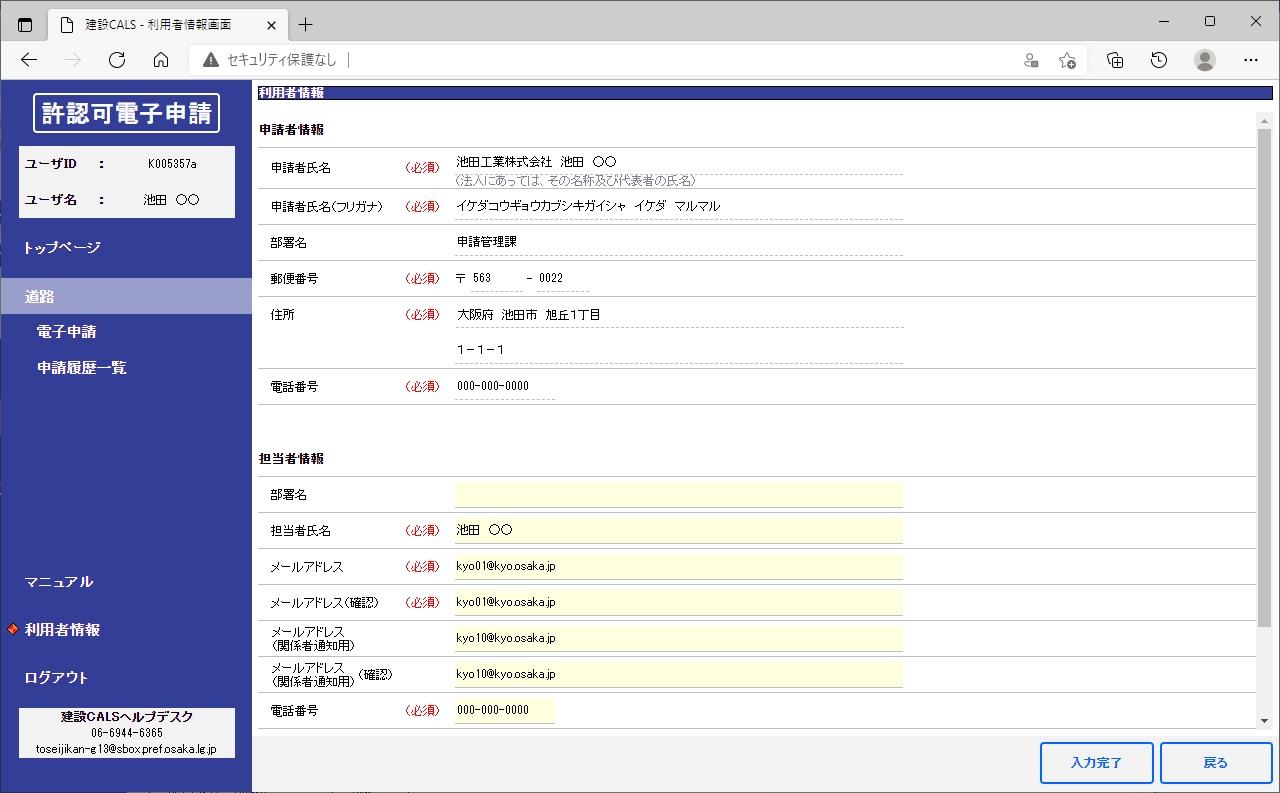 建設CALS - 利用者情報画面
セキュリティ保護なし
許認可電子申請
ユーザID : K005357a
ユーザ名 : 池田 ○○
トップページ
道路
電子申請
申請履歴一覧
マニュアル
利用者情報
ログアウト
建設CALSヘルプデスク
06-6944-6365
toseijikan-g13@sbox.pref.osaka.lg.jp
利用者情報
申請者情報
申請者氏名 (必須) 池田工業株式会社 池田 ○○
(法人にあっては、その名称及び代表者の氏名)
申請者氏名(フリガナ) (必須) イケダコウギョウカブシキガイシャ イケダ マルマル
部署名 申請管理課
郵便番号 (必須) 〒 563 - 0022
住所 (必須) 大阪府 池田市 旭丘1丁目
1-1-1
電話番号 (必須) 000-000-0000
担当者情報
部署名
担当者氏名 (必須) 池田 ○○
メールアドレス (必須) kyo01@kyo.osaka.jp
メールアドレス(確認) (必須) kyo01@kyo.osaka.jp
メールアドレス
(関係者通知用) kyo10@kyo.osaka.jp
メールアドレス
(関係者通知用) (確認) kyo10@kyo.osaka.jp
電話番号 (必須) 000-000-0000
入力完了 戻る